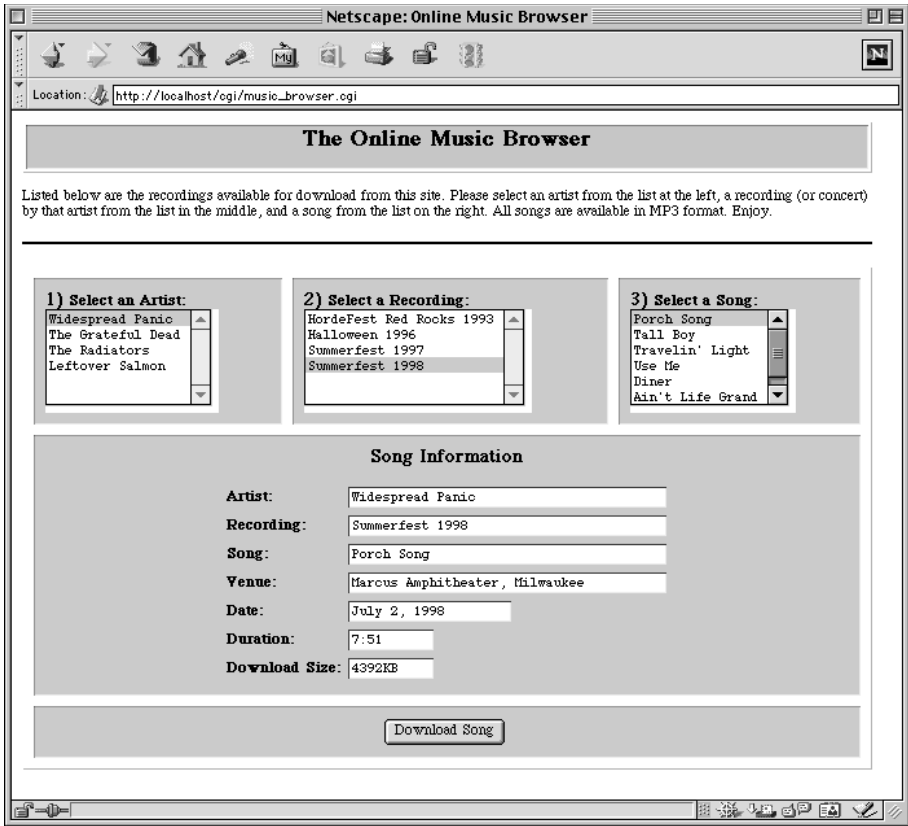 Netscape: Online Music Browser
My
N
Location: http://localhost/cgi/music_browser.cgi
The Online Music Browser
Listed below are the recordings available for download from this site. Please select an artist from the list at the left, a recording (or concert)
by that artist from the list in the middle, and a song from the list on the right. All songs are available in MP3 format. Enjoy.
1) Select an Artist:
Widespread Panic
The Grateful Dead
The Radiators
Leftover Salmon
2) Select a Recording:
HordeFest Red Rocks 1993
Halloween 1996
Summerfest 1997
Summerfest 1998
3) Select a Song:
Porch Song
Tall Boy
Travelin' Light
Use Me
Diner
Ain't Life Grand
Song Information
Artist: Widespread Panic
Recording: Summerfest 1998
Song: Porch Song
Venue: Marcus Amphitheater, Milwaukee
Date: July 2, 1998
Duration: 7:51
Download Size: 4392KB
Download Song